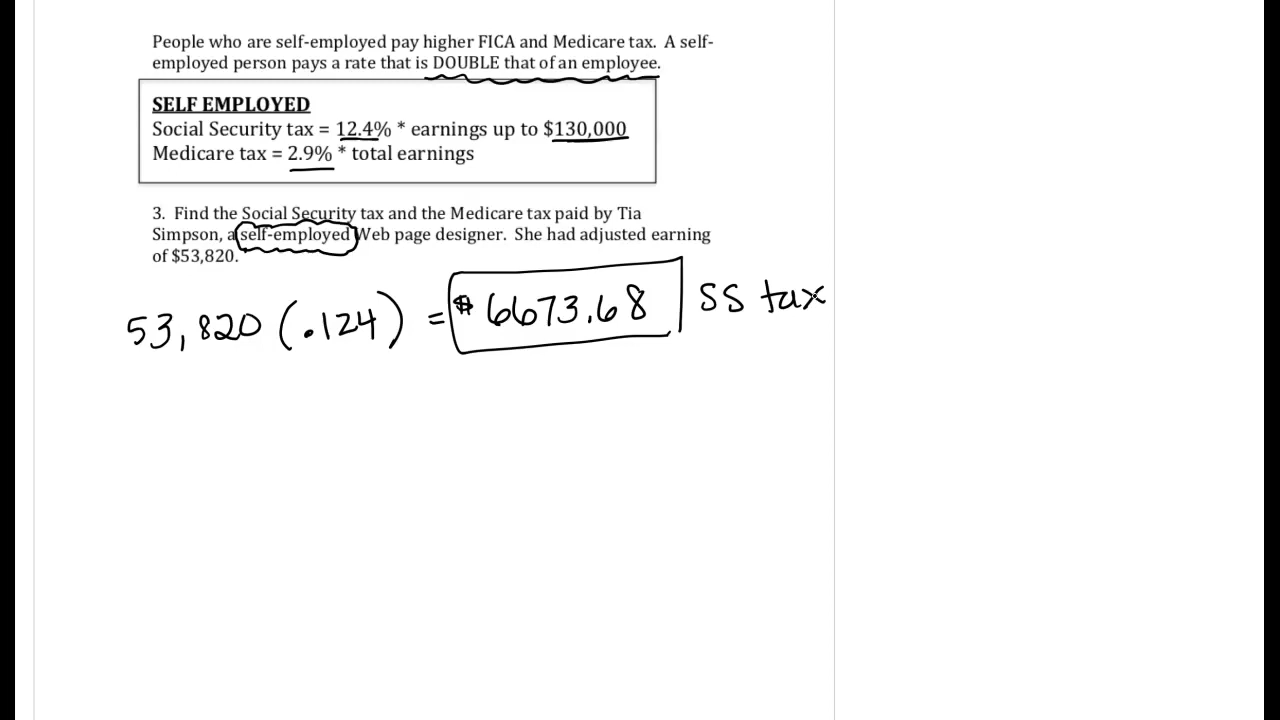 People who are self-employed pay higher FICA and Medicare tax. A self-
employed person pays a rate that is DOUBLE that of an employee.
SELF EMPLOYED
Social Security tax = 12.4% * earnings up to $130,000
Medicare tax = 2.9% * total earnings
3. Find the Social Security tax and the Medicare tax paid by Tia
Simpson, a self-employed Web page designer. She had adjusted earning
of $53,820.
53,820 (.124) = $6673.68 SS tax